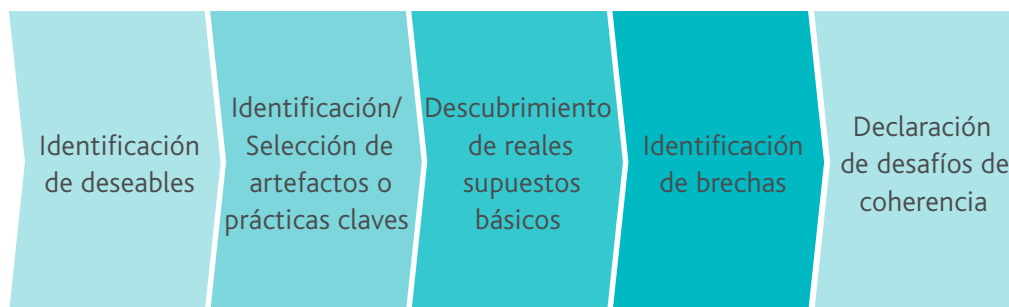 Identificación
de deseables
Identificación/
Selección de
artefactos o
prácticas claves
Descubrimiento
de reales
supuestos
básicos
Identificación
de brechas
Declaración
de desafíos de
coherencia